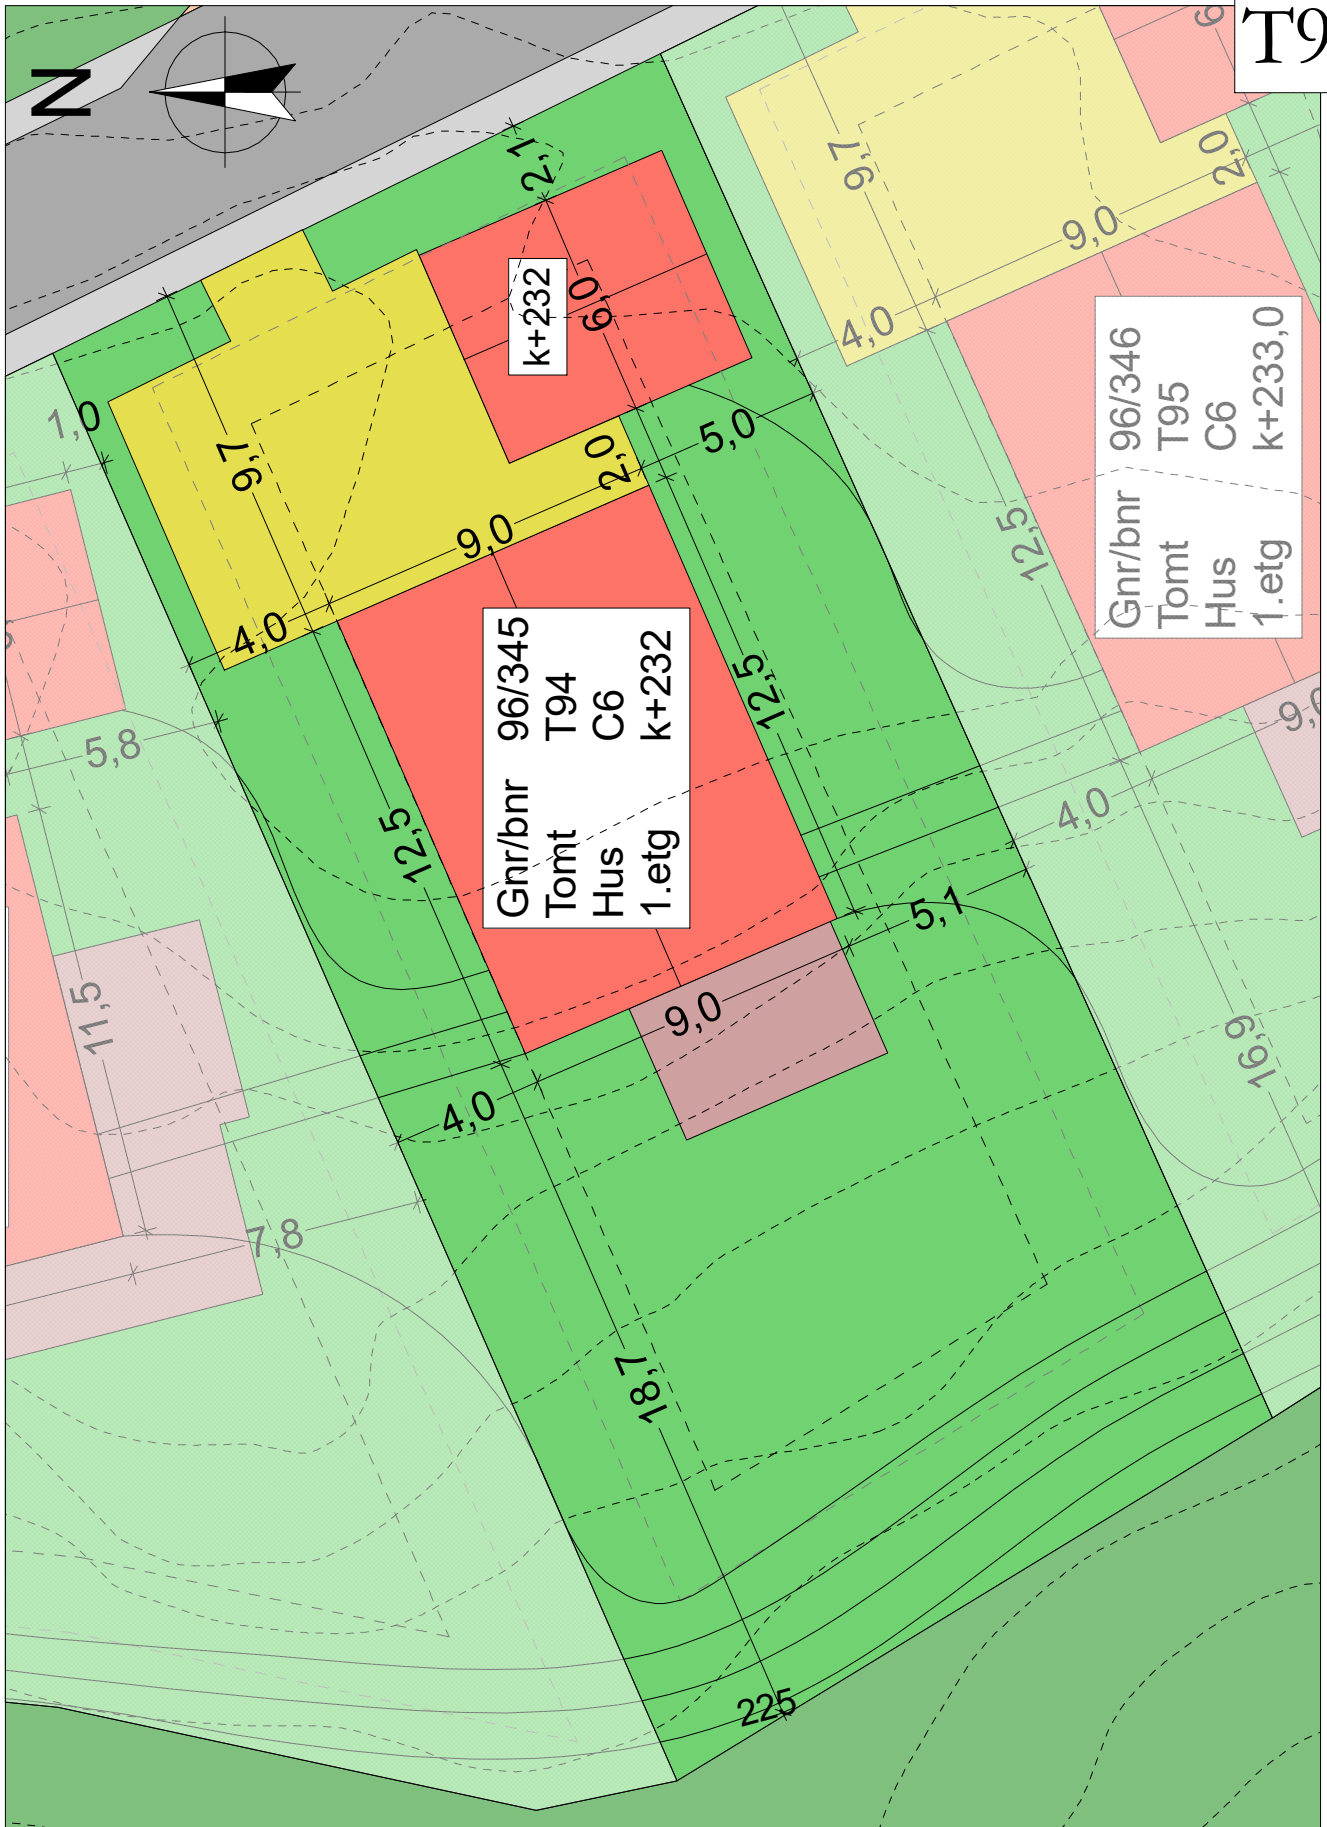 T9
N
2,1
9,7
2,0
6,0
k+232
1,0
9,7
9,0
4,0
2,0
5,0
9,0
4,0
Gnr/bnr 96/345
Tomt T94
Hus C6
1.etg k+232
Gnr/bnr 96/346
Tomt T95
Hus C6
1.etg k+233,0
12,5
12,5
12,5
5,8
4,0
5,1
11,5
9,0
4,0
16,9
7,8
18,7
225